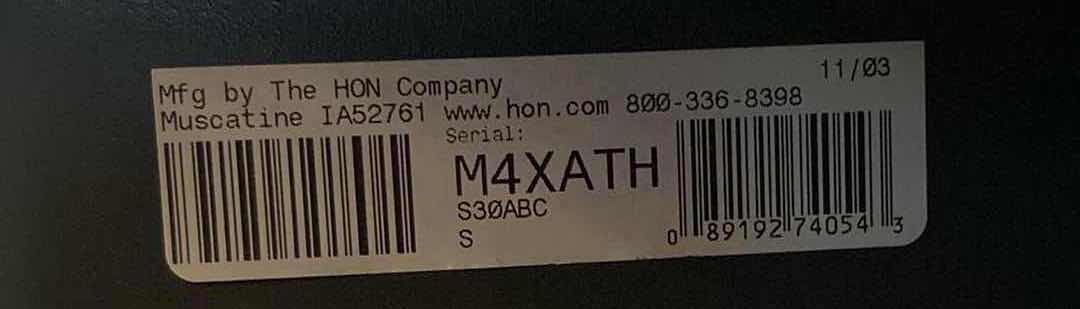 11/03
Mfg by The HON Company
Muscatine IA52761 www.hon.com 800-336-8398
Serial:
M4XATH
S30ABC
S
0 89192 74054 3